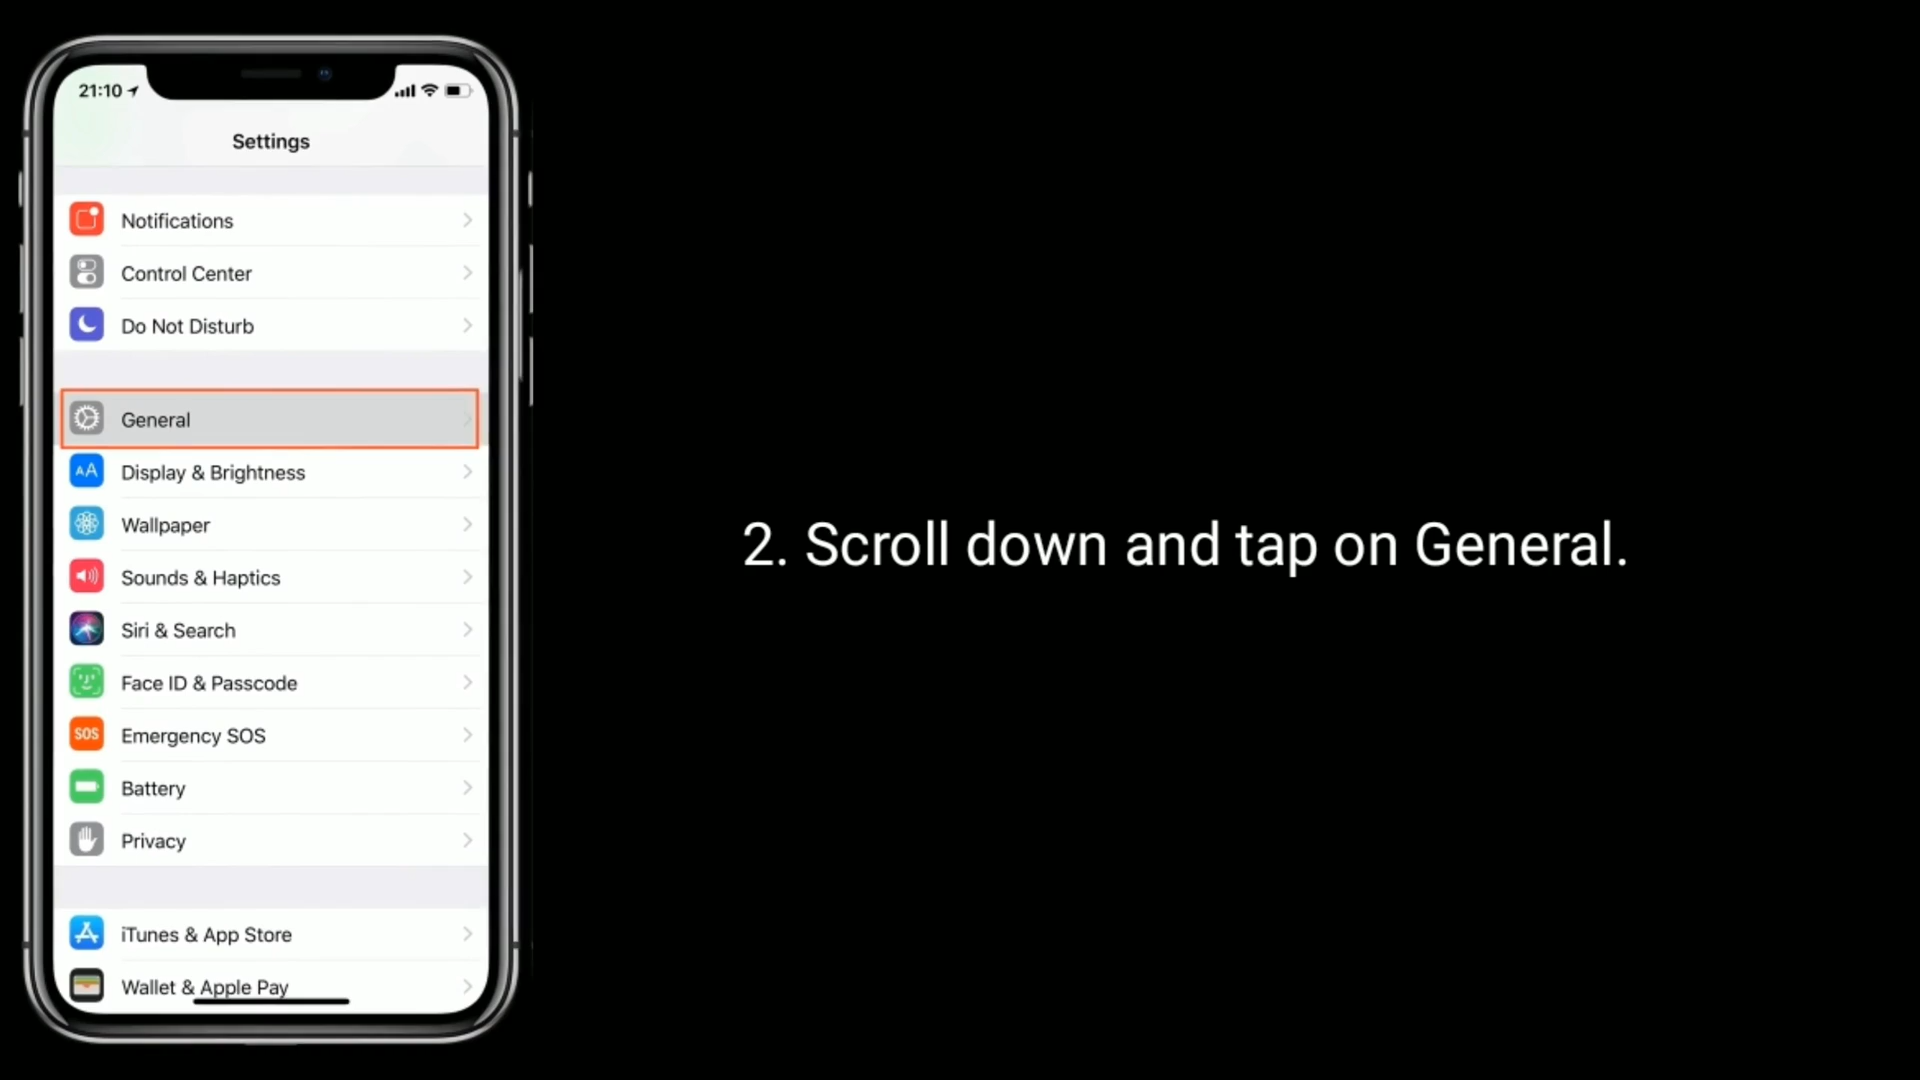 21:10
Settings
Notifications
Control Center
Do Not Disturb
General
AA Display & Brightness
Wallpaper
Sounds & Haptics
Siri & Search
Face ID & Passcode
SOS Emergency SOS
Battery
Privacy
iTunes & App Store
Wallet & Apple Pay
2. Scroll down and tap on General.